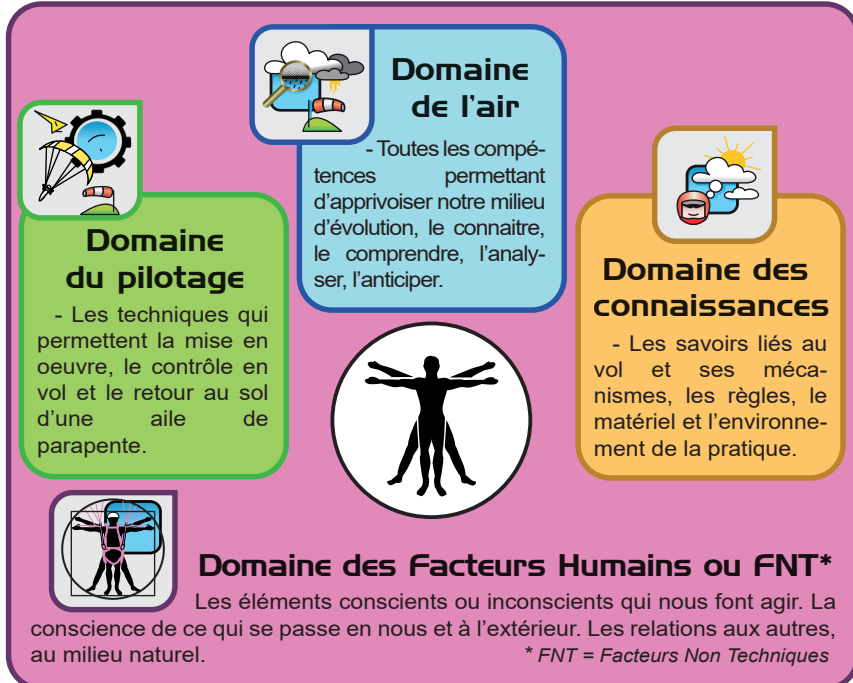 Domaine
de l'air
- Toutes les compé-
tences permettant
d'apprivoiser notre milieu
d'évolution, le connaitre,
le comprendre, l'analy-
ser, l'anticiper.
Domaine
du pilotage
- Les techniques qui
permettent la mise en
oeuvre, le contrôle en
vol et le retour au sol
d'une aile de
parapente.
Domaine des
connaissances
- Les savoirs liés au
vol et ses méca-
nismes, les règles, le
matériel et l'environne-
ment de la pratique.
Domaine des Facteurs Humains ou FNT*
Les éléments conscients ou inconscients qui nous font agir. La
conscience de ce qui se passe en nous et à l'extérieur. Les relations aux autres,
au milieu naturel.
* FNT = Facteurs Non Techniques